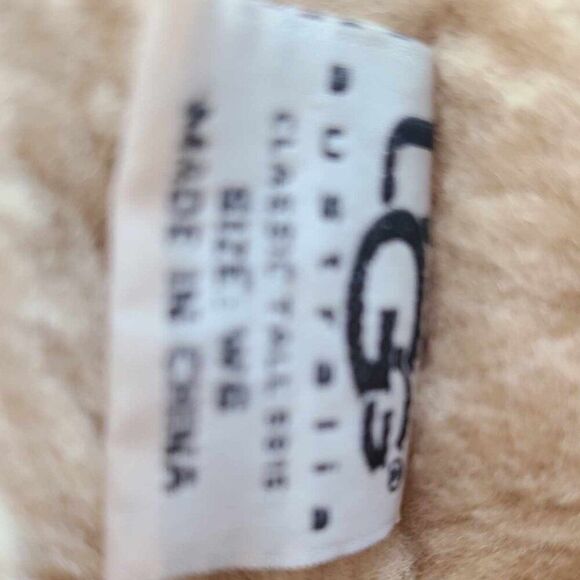 UGG®
australia
CLASSIC TALL 5815
SIZE: W6
MADE IN CHINA